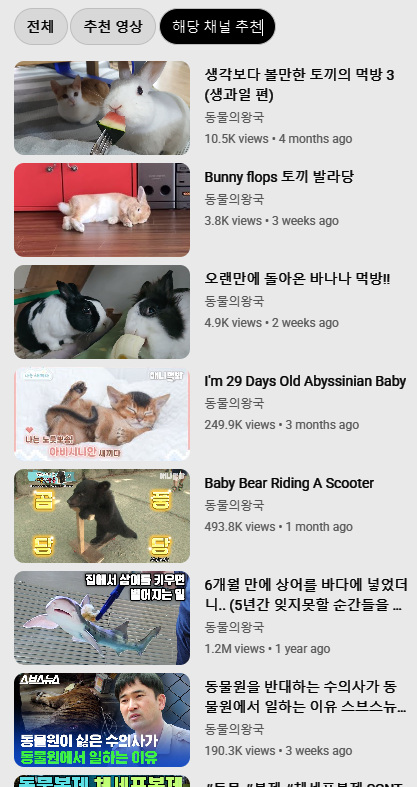 전체
추천 영상
해당 채널 추천
생각보다 볼만한 토끼의 먹방 3
(생과일 편)
동물의왕국
10.5K views • 4 months ago
Bunny flops 토끼 발라당
동물의왕국
3.8K views • 3 weeks ago
오랜만에 돌아온 바나나 먹방!!
동물의왕국
4.9K views • 2 weeks ago
나는 노릇노릇
아바시니안 새끼다
I'm 29 Days Old Abyssinian Baby
동물의왕국
249.9K views • 3 months ago
곰
퐁
당
당
Baby Bear Riding A Scooter
동물의왕국
493.8K views • 1 month ago
집에서 상어를 키우면
벌어지는 일
6개월 만에 상어를 바다에 넣었더
니.. (5년간 잊지못할 순간들을 ...
동물의왕국
1.2M views • 1 year ago
스브스뉴스
동물원이 싫은 수의사가
동물원에서 일하는 이유
동물원을 반대하는 수의사가 동
물원에서 일하는 이유 스브스뉴...
동물의왕국
190.3K views • 3 weeks ago